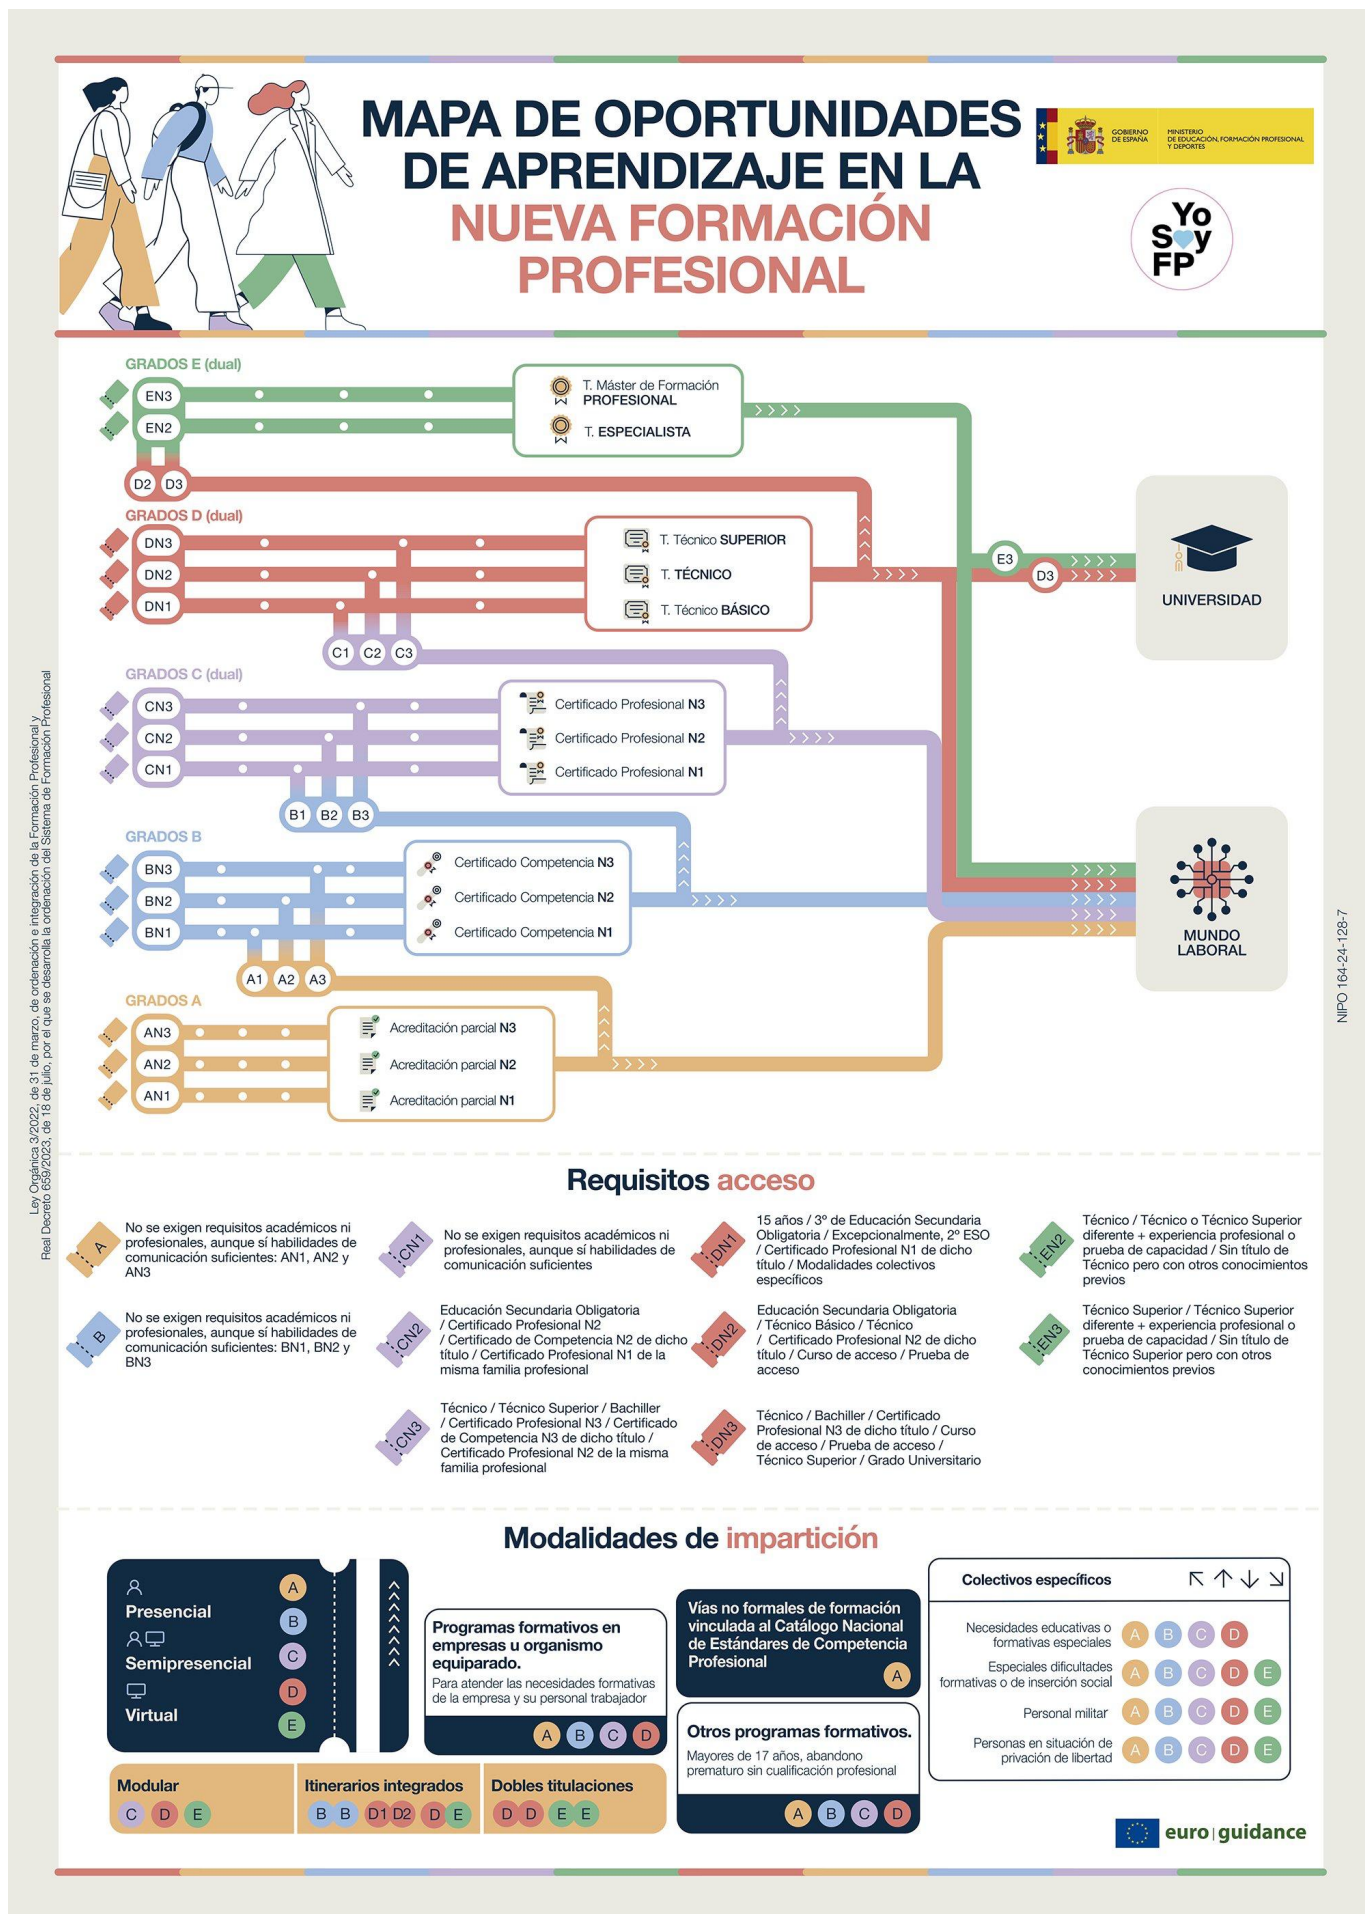 MAPA DE OPORTUNIDADES
DE APRENDIZAJE EN LA
NUEVA FORMACIÓN
PROFESIONAL
GOBIERNO
DE ESPAÑA
MINISTERIO
DE EDUCACIÓN, FORMACIÓN PROFESIONAL
Y DEPORTES
Yo
Soy
FP
GRADOS E (dual)
EN3
EN2
T. Máster de Formación
PROFESIONAL
T. ESPECIALISTA
D2 D3
GRADOS D (dual)
DN3
DN2
DN1
T. Técnico SUPERIOR
T. TÉCNICO
T. Técnico BÁSICO
E3
D3
UNIVERSIDAD
C1 C2 C3
GRADOS C (dual)
CN3
CN2
CN1
Certificado Profesional N3
Certificado Profesional N2
Certificado Profesional N1
B1 B2 B3
GRADOS B
BN3
BN2
BN1
Certificado Competencia N3
Certificado Competencia N2
Certificado Competencia N1
MUNDO
LABORAL
A1 A2 A3
GRADOS A
AN3
AN2
AN1
Acreditación parcial N3
Acreditación parcial N2
Acreditación parcial N1
Ley Orgánica 3/2022, de 31 de marzo, de ordenación e integración de la Formación Profesional y
Real Decreto 659/2023, de 18 de julio, por el que se desarrolla la ordenación del Sistema de Formación Profesional
NIPO 164-24-128-7
Requisitos acceso
A
No se exigen requisitos académicos ni
profesionales, aunque sí habilidades de
comunicación suficientes: AN1, AN2 y
AN3
B
No se exigen requisitos académicos ni
profesionales, aunque sí habilidades de
comunicación suficientes: BN1, BN2 y
BN3
CN1
No se exigen requisitos académicos ni
profesionales, aunque sí habilidades de
comunicación suficientes
CN2
Educación Secundaria Obligatoria
/ Certificado Profesional N2
/ Certificado de Competencia N2 de dicho
título / Certificado Profesional N1 de la
misma familia profesional
CN3
Técnico / Técnico Superior / Bachiller
/ Certificado Profesional N3 / Certificado
de Competencia N3 de dicho título /
Certificado Profesional N2 de la misma
familia profesional
DN1
15 años / 3º de Educación Secundaria
Obligatoria / Excepcionalmente, 2º ESO
/ Certificado Profesional N1 de dicho
título / Modalidades colectivos
específicos
DN2
Educación Secundaria Obligatoria
/ Técnico Básico / Técnico
/ Certificado Profesional N2 de dicho
título / Curso de acceso / Prueba de
acceso
DN3
Técnico / Bachiller / Certificado
Profesional N3 de dicho título / Curso
de acceso / Prueba de acceso /
Técnico Superior / Grado Universitario
EN2
Técnico / Técnico o Técnico Superior
diferente + experiencia profesional o
prueba de capacidad / Sin título de
Técnico pero con otros conocimientos
previos
EN3
Técnico Superior / Técnico Superior
diferente + experiencia profesional o
prueba de capacidad / Sin título de
Técnico Superior pero con otros
conocimientos previos
Modalidades de impartición
Presencial
Semipresencial
Virtual
A
B
C
D
E
Programas formativos en
empresas u organismo
equiparado.
Para atender las necesidades formativas
de la empresa y su personal trabajador
A B C D
Vías no formales de formación
vinculada al Catálogo Nacional
de Estándares de Competencia
Profesional
A
Otros programas formativos.
Mayores de 17 años, abandono
prematuro sin cualificación profesional
A B C D
Colectivos específicos
Necesidades educativas o
formativas especiales
A B C D
Especiales dificultades
formativas o de inserción social
A B C D E
Personal militar
A B C D E
Personas en situación de
privación de libertad
A B C D E
Modular
C D E
Itinerarios integrados
B B D1 D2 D E
Dobles titulaciones
D D E E
euro|guidance